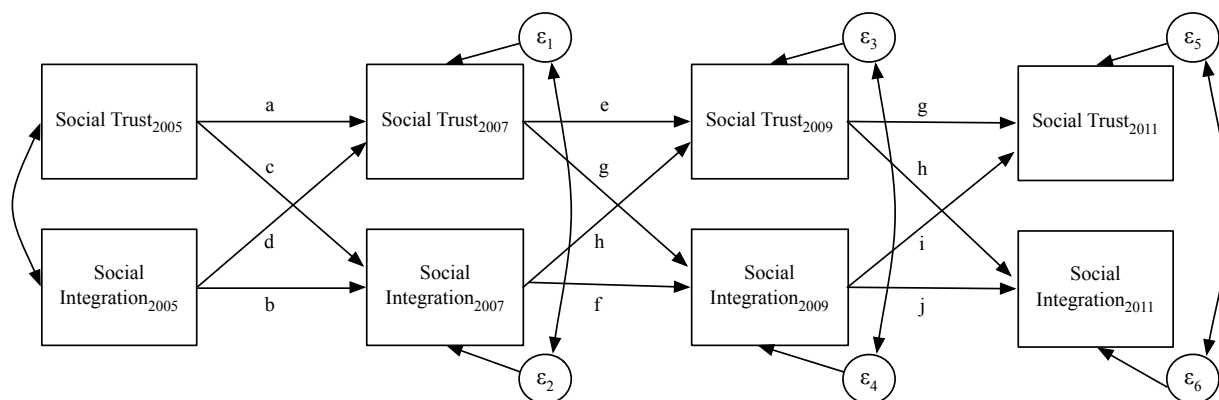 ε1
ε3
ε5
Social Trust2005
a
Social Trust2007
e
Social Trust2009
g
Social Trust2011
c
g
h
d
h
i
Social
Integration2005
b
Social
Integration2007
f
Social
Integration2009
j
Social
Integration2011
ε2
ε4
ε6